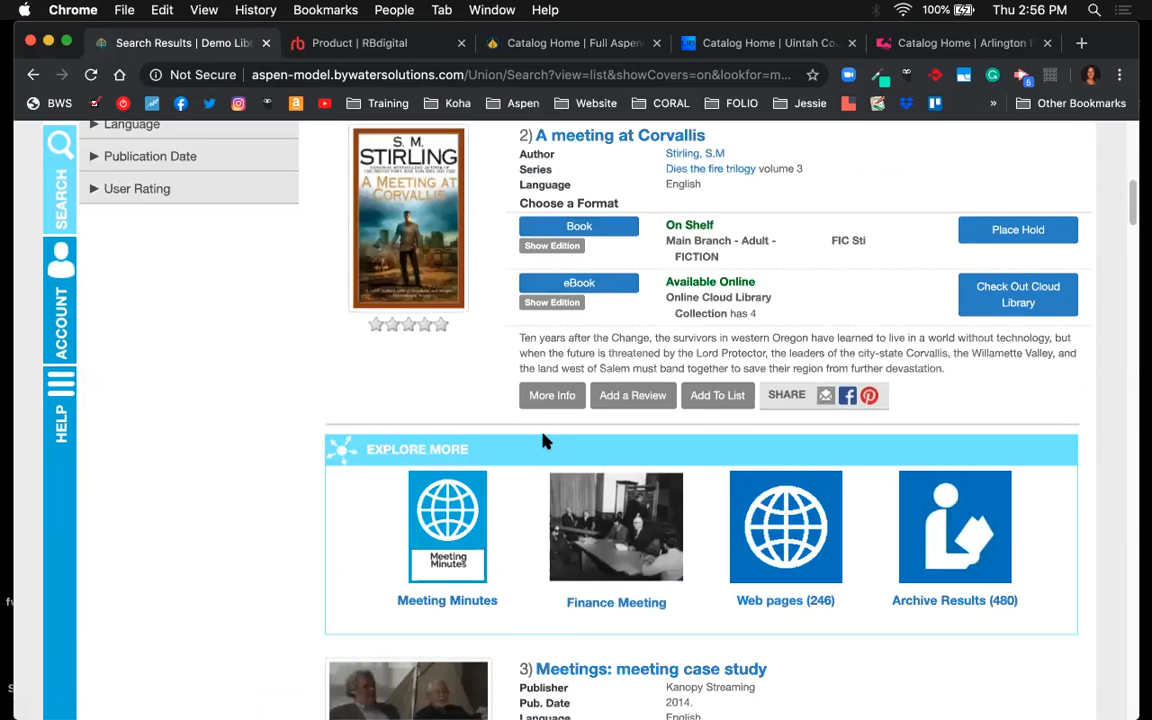 Chrome File Edit View History Bookmarks People Tab Window Help 100% Thu 2:56 PM
Search Results | Demo Lib Product | RBdigital Catalog Home | Full Aspen Catalog Home | Uintah Co Catalog Home | Arlington
Not Secure aspen-model.bywatersolutions.com/Union/Search?view=list&showCovers=on&lookfor=m... 5
BWS Training Koha Aspen Website CORAL FOLIO Jessie » Other Bookmarks
SEARCH
ACCOUNT
HELP
Language
Publication Date
User Rating
S. M.
STIRLING
A MEETING AT
CORVALLIS
2) A meeting at Corvallis
Author Stirling, S.M
Series Dies the fire trilogy volume 3
Language English
Choose a Format
Book On Shelf Place Hold
Show Edition Main Branch - Adult - FIC Sti
FICTION
eBook Available Online Check Out Cloud
Show Edition Online Cloud Library Library
Collection has 4
Ten years after the Change, the survivors in western Oregon have learned to live in a world without technology, but
when the future is threatened by the Lord Protector, the leaders of the city-state Corvallis, the Willamette Valley, and
the land west of Salem must band together to save their region from further devastation.
More Info Add a Review Add To List SHARE
EXPLORE MORE
Meeting
Minutes
Meeting Minutes Finance Meeting Web pages (246) Archive Results (480)
3) Meetings: meeting case study
Publisher Kanopy Streaming
Pub. Date 2014.
Language English